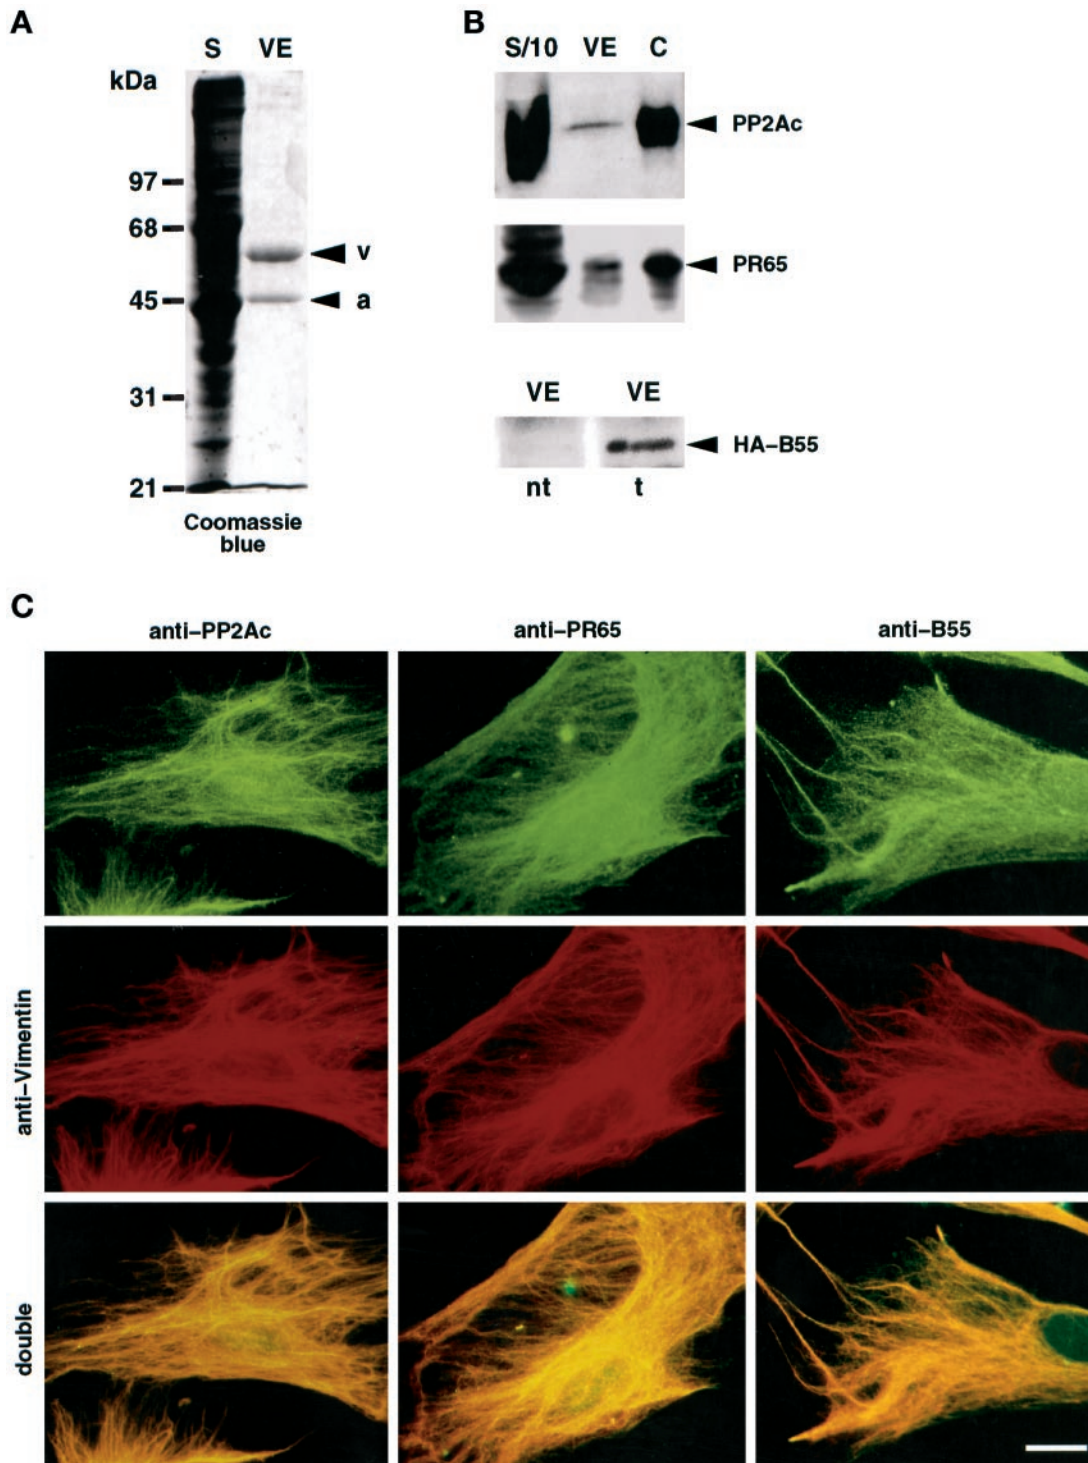 A
S VE
kDa
97
68
v
45
a
31
21
Coomassie
blue
B
S/10 VE C
PP2Ac
PR65
VE VE
HA–B55
nt t
C
anti–PP2Ac anti–PR65 anti–B55
anti–Vimentin
double